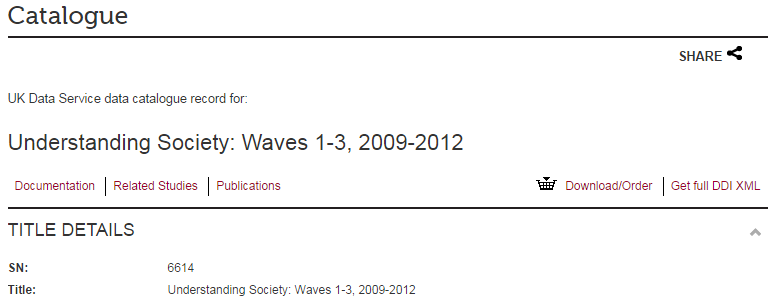 Catalogue
SHARE
UK Data Service data catalogue record for:
Understanding Society: Waves 1-3, 2009-2012
Documentation Related Studies Publications Download/Order Get full DDI XML
TITLE DETAILS
SN: 6614
Title: Understanding Society: Waves 1-3, 2009-2012